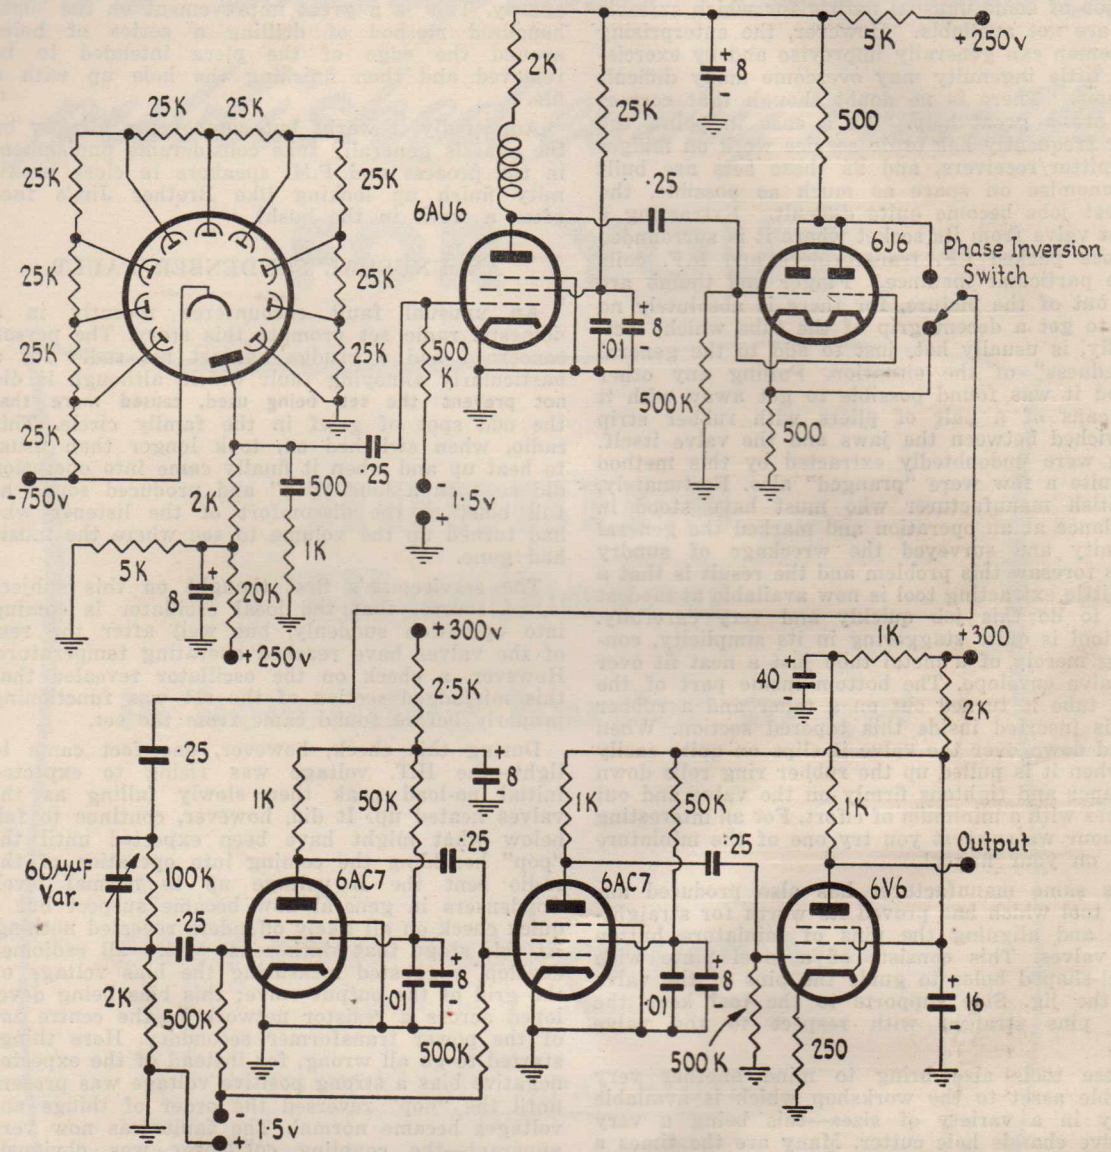 5K
+ 250v.
2K
+
8
-
25K
25K
25K
500
25K
25K
·25
6AU6
6J6
Phase Inversion
Switch
25K
25K
500
K
·01
+
8
-
25K
25K
500K
500
25K
·25
- 750v
2K
500
-
1·5v
+
5K
1K
+
8
-
20K
+ 250v
+300v
1K
+300
40
+
-
2·5K
2K
·25
+
8
-
1K
50K
1K
50K
1K
Output
60µµF
Var.
100K
6AC7
·25
6AC7
·25
6V6
·25
2K
500K
·01
+
8
-
500K
·01
+
8
-
500K
250
+
16
-
1·5v
+